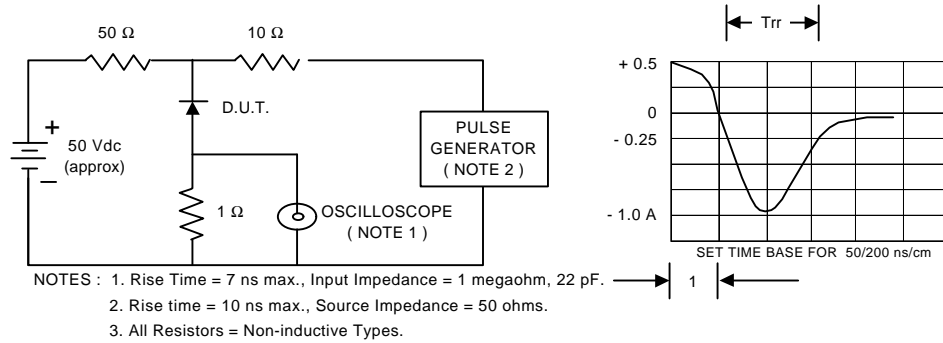 50 Ω
10 Ω
D.U.T.
+
50 Vdc
(approx)
−
1 Ω
OSCILLOSCOPE
( NOTE 1 )
PULSE
GENERATOR
( NOTE 2 )
Trr
+ 0.5
0
- 0.25
- 1.0 A
SET TIME BASE FOR 50/200 ns/cm
1
NOTES : 1. Rise Time = 7 ns max., Input Impedance = 1 megaohm, 22 pF.
2. Rise time = 10 ns max., Source Impedance = 50 ohms.
3. All Resistors = Non-inductive Types.